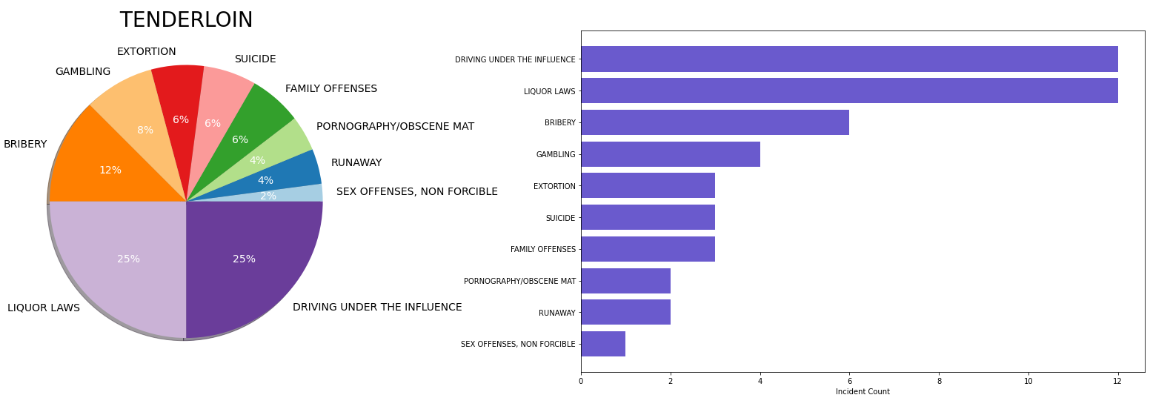 TENDERLOIN
EXTORTION
SUICIDE
GAMBLING
FAMILY OFFENSES
PORNOGRAPHY/OBSCENE MAT
BRIBERY
RUNAWAY
SEX OFFENSES, NON FORCIBLE
LIQUOR LAWS
DRIVING UNDER THE INFLUENCE
6%
6%
8%
6%
4%
12%
4%
2%
25%
25%
DRIVING UNDER THE INFLUENCE
LIQUOR LAWS
BRIBERY
GAMBLING
EXTORTION
SUICIDE
FAMILY OFFENSES
PORNOGRAPHY/OBSCENE MAT
RUNAWAY
SEX OFFENSES, NON FORCIBLE
0 2 4 6 8 10 12
Incident Count